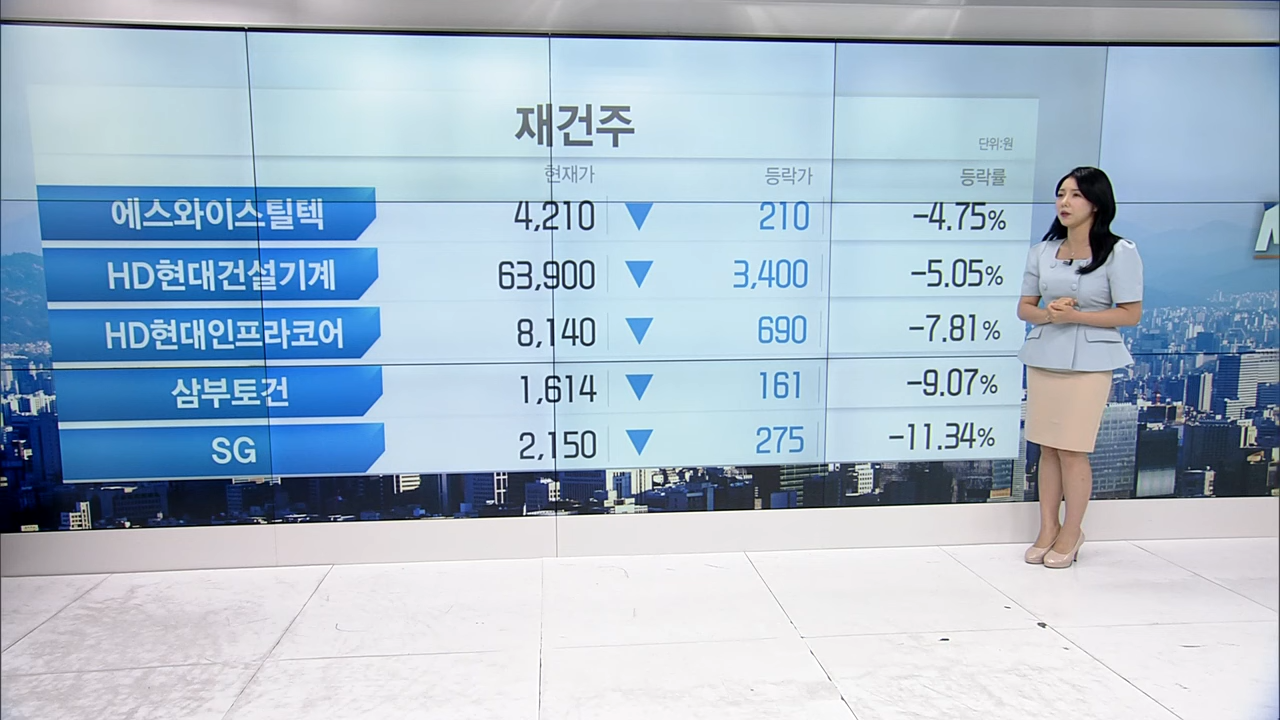 재건주
단위:원
현재가 등락가 등락률
에스와이스틸텍 4,210 ▼ 210 -4.75%
HD현대건설기계 63,900 ▼ 3,400 -5.05%
HD현대인프라코어 8,140 ▼ 690 -7.81%
삼부토건 1,614 ▼ 161 -9.07%
SG 2,150 ▼ 275 -11.34%